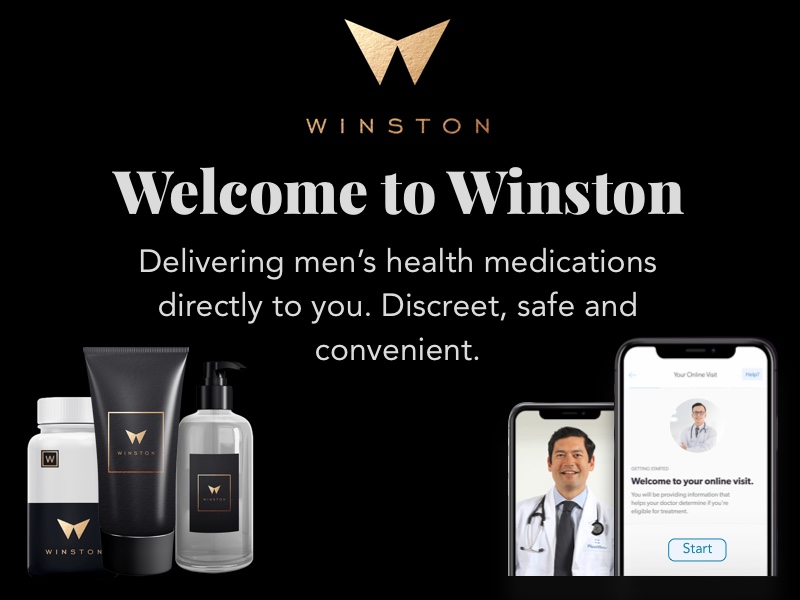 WINSTON
Welcome to Winston
Delivering men's health medications
directly to you. Discreet, safe and
convenient.
W
WINSTON
WINSTON
WINSTON
Your Online Visit
Help?
GETTING STARTED
Welcome to your online visit.
You will be providing information that
helps your doctor determine if you're
eligible for treatment.
Start